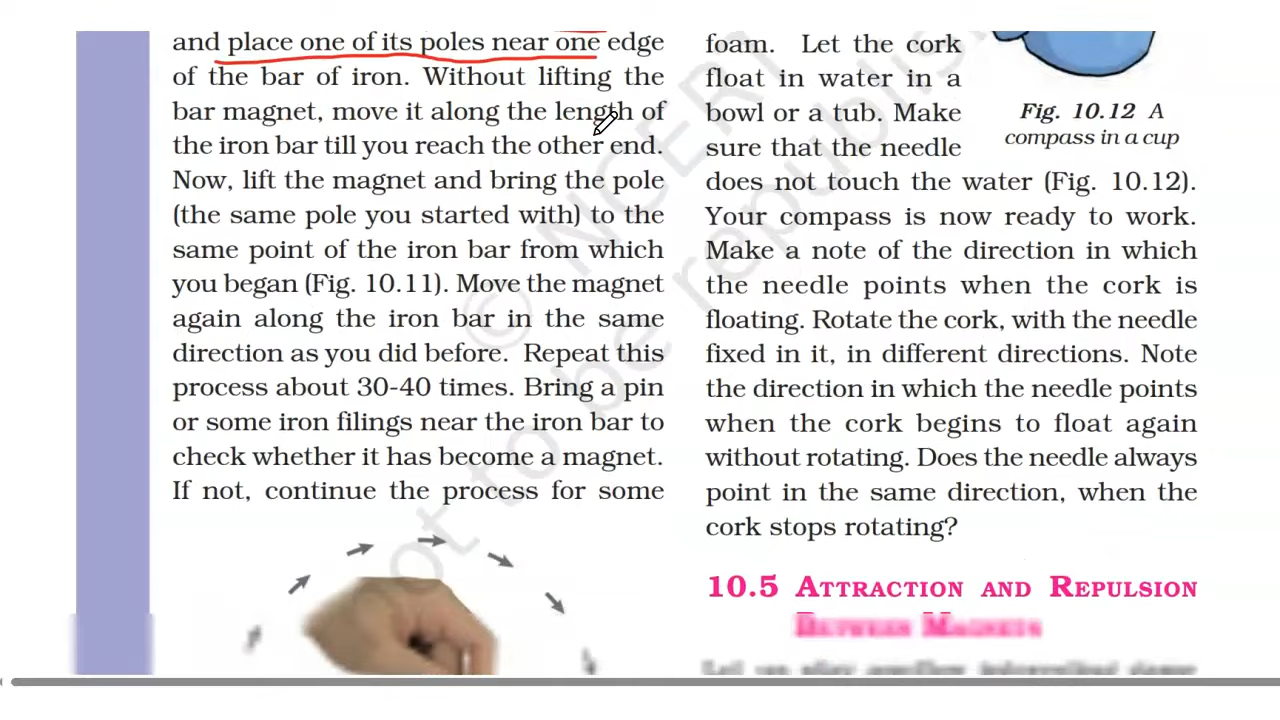 and place one of its poles near one edge
of the bar of iron. Without lifting the
bar magnet, move it along the length of
the iron bar till you reach the other end.
Now, lift the magnet and bring the pole
(the same pole you started with) to the
same point of the iron bar from which
you began (Fig. 10.11). Move the magnet
again along the iron bar in the same
direction as you did before. Repeat this
process about 30-40 times. Bring a pin
or some iron filings near the iron bar to
check whether it has become a magnet.
If not, continue the process for some
foam. Let the cork
float in water in a
bowl or a tub. Make
sure that the needle
does not touch the water (Fig. 10.12).
Your compass is now ready to work.
Make a note of the direction in which
the needle points when the cork is
floating. Rotate the cork, with the needle
fixed in it, in different directions. Note
the direction in which the needle points
when the cork begins to float again
without rotating. Does the needle always
point in the same direction, when the
cork stops rotating?
Fig. 10.12 A
compass in a cup
10.5 ATTRACTION AND REPULSION
BETWEEN MAGNETS
© NCERT
not to be republish